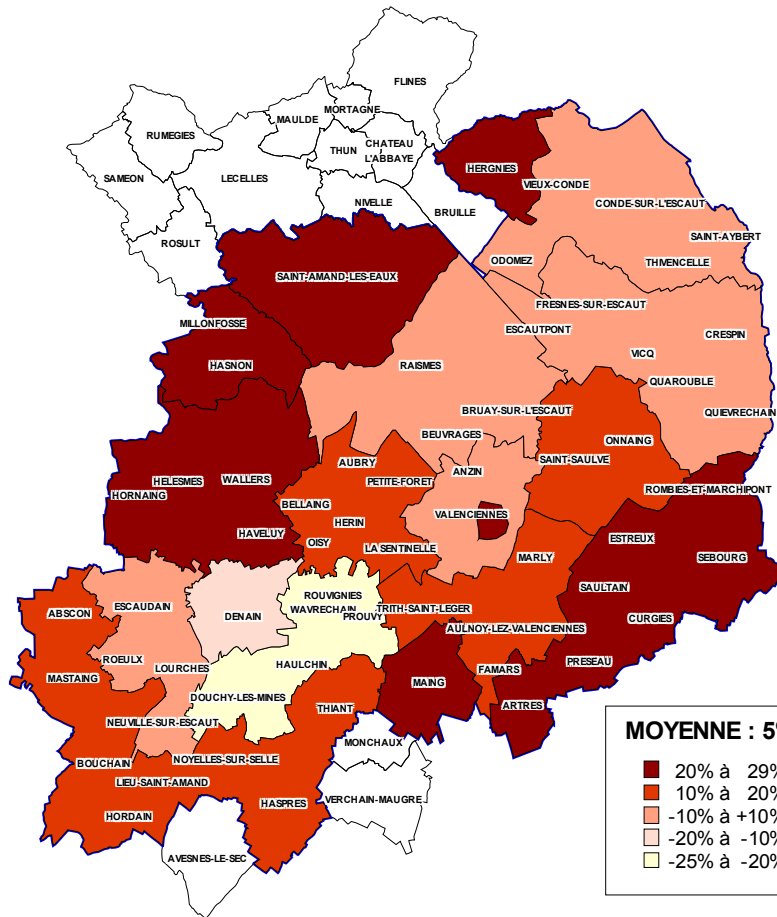 FLINES
MORTAGNE
MAULDE
RUMEGIES
THUN
CHATEAU
L'ABBAYE
HERGNIES
SAMEON
LECELLES
VIEUX-CONDE
NIVELLE
CONDE-SUR-L'ESCAUT
BRUILLE
SAINT-AYBERT
ROSULT
ODOMEZ
THIVENCELLE
SAINT-AMAND-LES-EAUX
FRESNES-SUR-ESCAUT
MILLONFOSSE
ESCAUTPONT
CRESPIN
VICQ
HASNON
RAISMES
QUAROUBLE
BRUAY-SUR-L'ESCAUT
QUIEVRECHAIN
BEUVRAGES
ONNAING
AUBRY
ANZIN
SAINT-SAULVE
HELESMES
WALLERS
PETITE-FORET
ROMBIES-ET-MARCHIPONT
HORNAING
BELLAING
VALENCIENNES
HERIN
HAVELUY
OISY
LA SENTINELLE
ESTREUX
MARLY
SEBOURG
ROUVIGNIES
SAULTAIN
ABSCON
ESCAUDAIN
WAVRECHAIN
TRITH-SAINT-LEGER
DENAIN
PROUVY
CURGIES
AULNOY-LEZ-VALENCIENNES
ROEULX
LOURCHES
HAULCHIN
PRESEAU
MASTAING
FAMARS
MAING
DOUCHY-LES-MINES
ARTRES
THIANT
NEUVILLE-SUR-ESCAUT
MONCHAUX
BOUCHAIN
NOYELLES-SUR-SELLE
LIEU-SAINT-AMAND
VERCHAIN-MAUGRE
HASPRES
HORDAIN
AVESNES-LE-SEC
MOYENNE : 5%
20% à 29%
10% à 20%
-10% à +10%
-20% à -10%
-25% à -20%